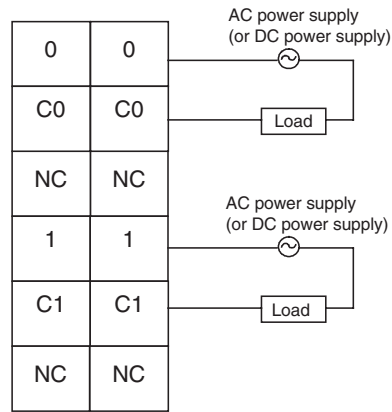 AC power supply
(or DC power supply)
0 0
C0 C0
Load
NC NC
AC power supply
(or DC power supply)
1 1
C1 C1
Load
NC NC